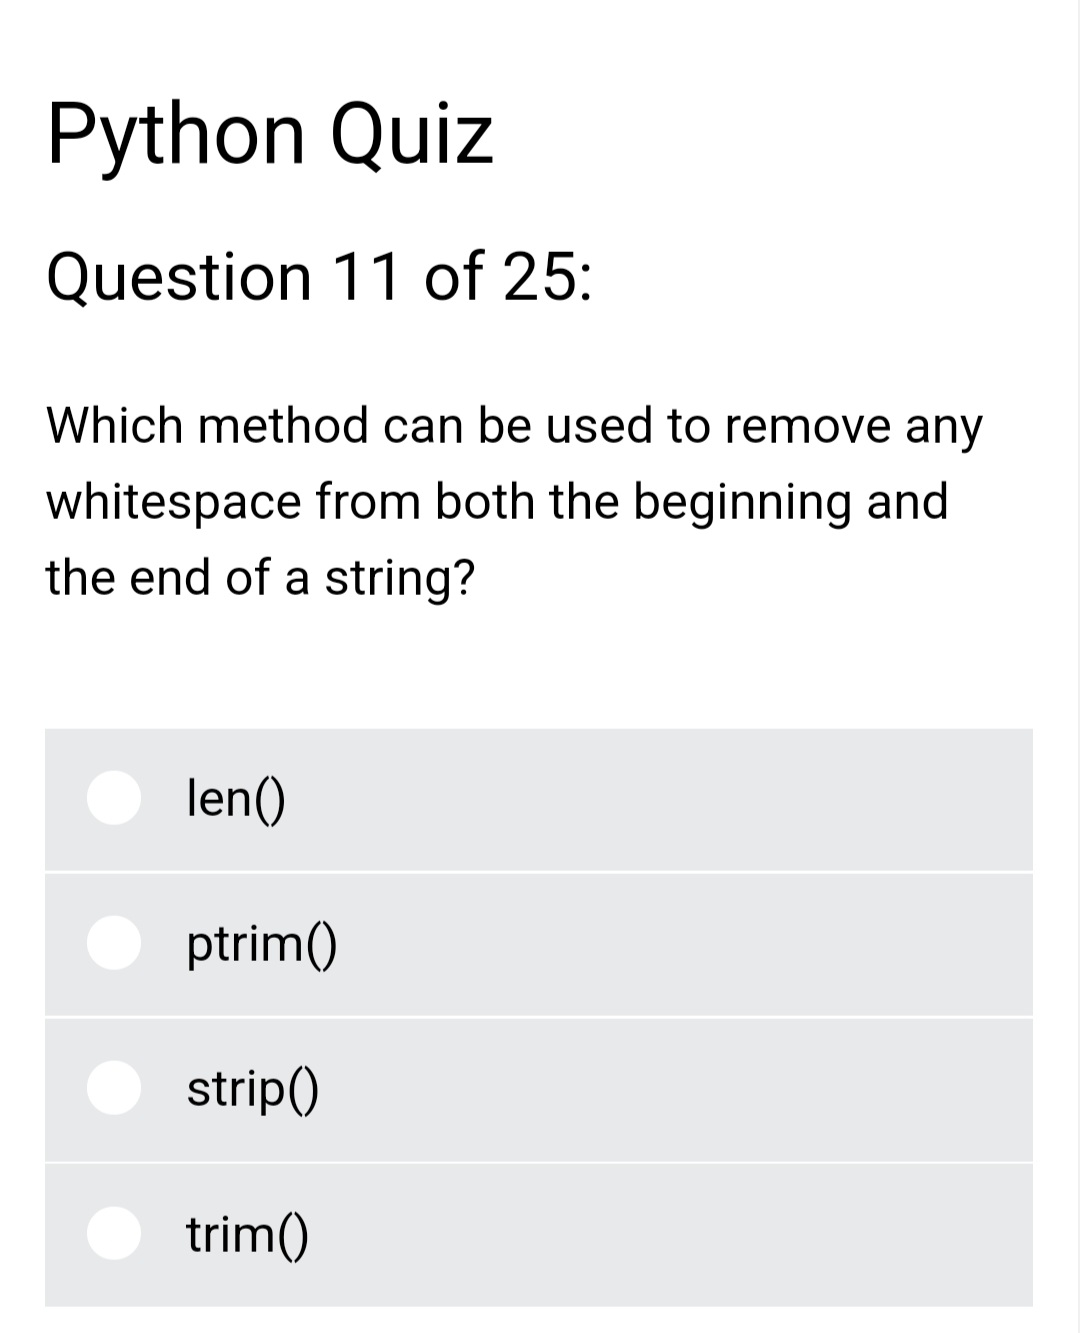 Python Quiz
Question 11 of 25:
Which method can be used to remove any
whitespace from both the beginning and
the end of a string?
len()
ptrim()
strip()
trim()